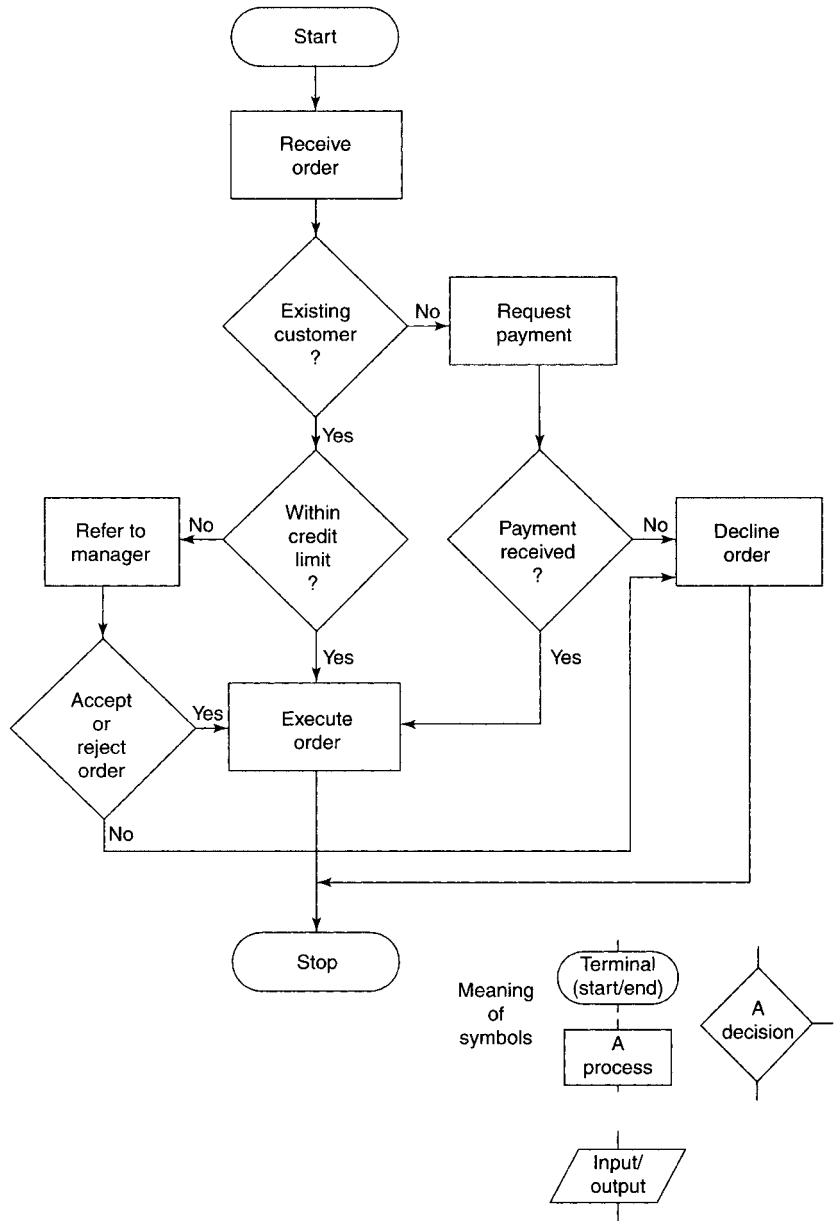 Start
Receive
order
Existing
customer
?
No
Request
payment
Yes
Refer to
manager
No
Within
credit
limit
?
Payment
received
?
No
Decline
order
Yes
Yes
Accept
or
reject
order
Yes
Execute
order
No
Stop
Meaning
of
symbols
Terminal
(start/end)
A
process
A
decision
Input/
output